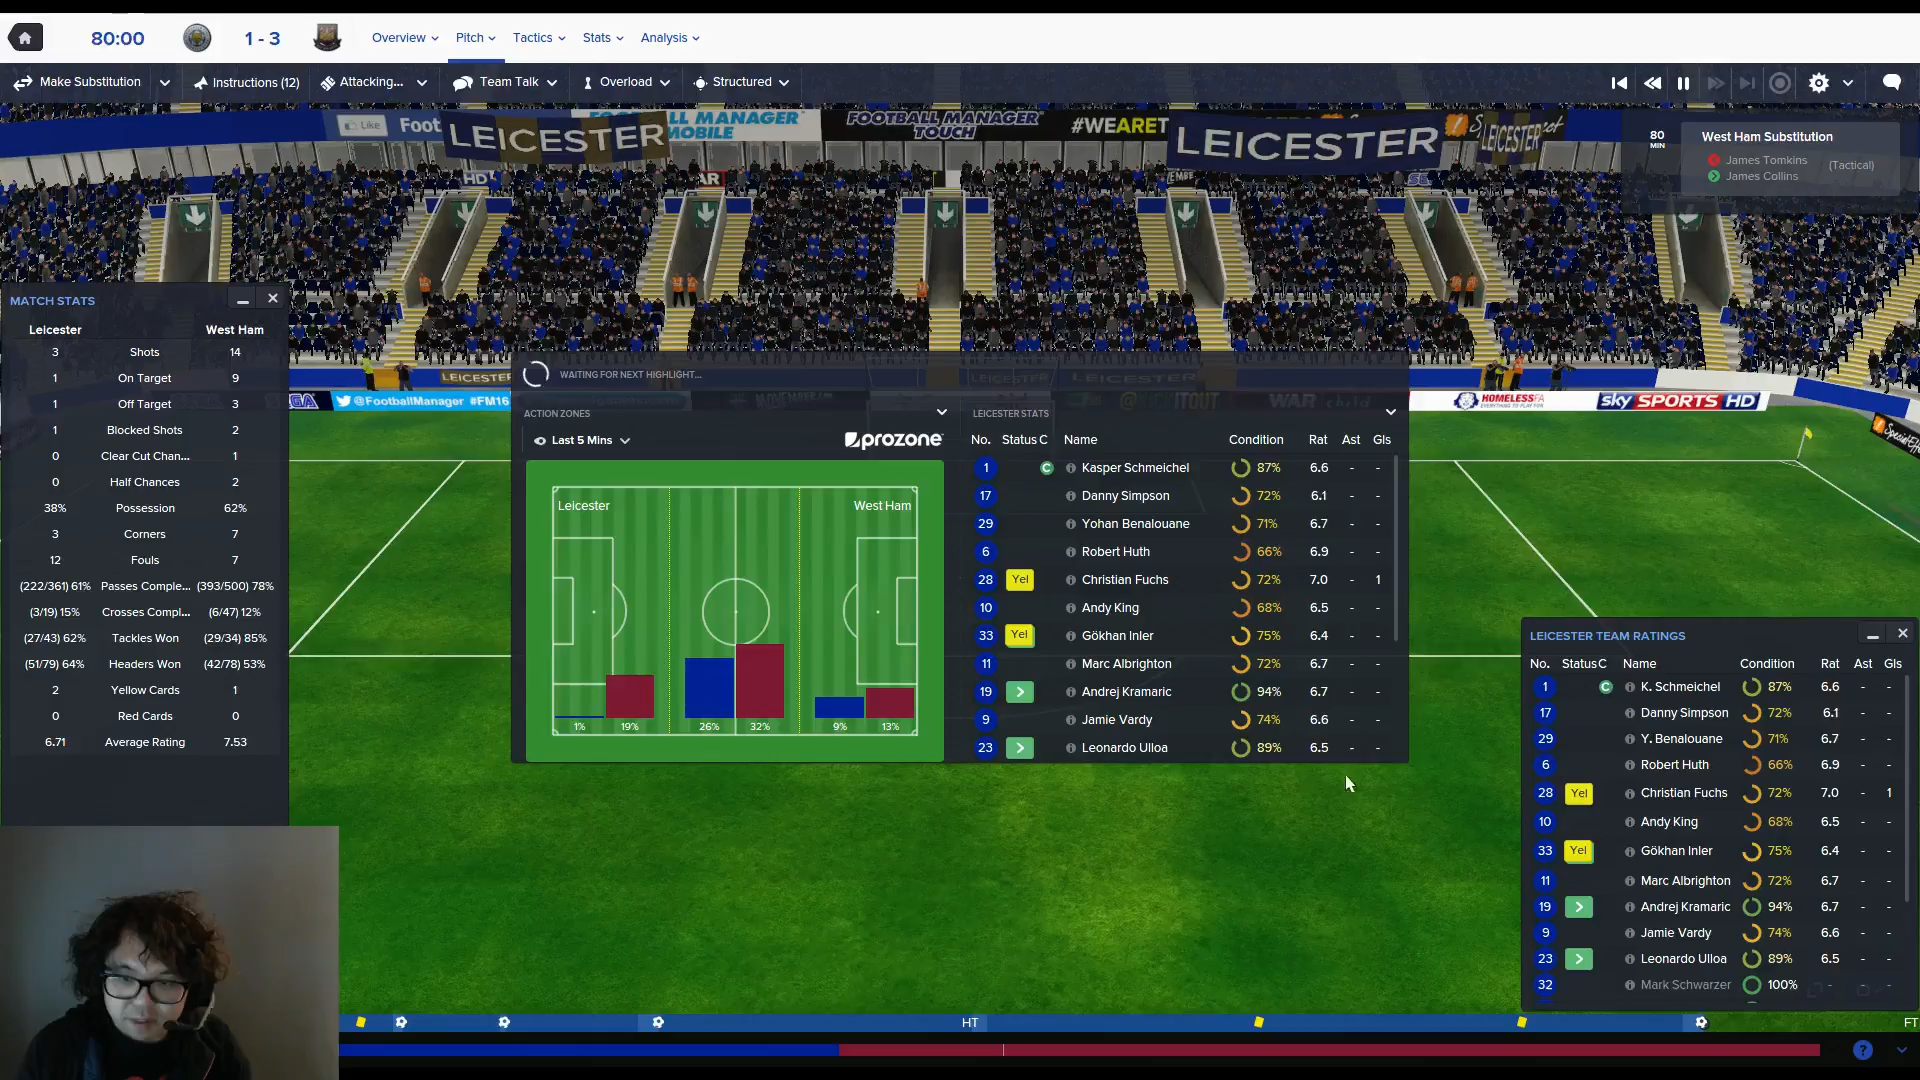 80:00
1 - 3
Overview
Pitch
Tactics
Stats
Analysis
Make Substitution
Instructions (12)
Attacking...
Team Talk
Overload
Structured
Like
Foot
LEICESTER
FOOTBALL MANAGER
MOBILE
FOOTBALL MANAGER
TOUCH
#WEARET
LEICESTER
LEICESTER
80
MIN
West Ham Substitution
James Tomkins
James Collins
(Tactical)
MATCH STATS
Leicester West Ham
3 Shots 14
1 On Target 9
1 Off Target 3
1 Blocked Shots 2
0 Clear Cut Chan... 1
0 Half Chances 2
38% Possession 62%
3 Corners 7
12 Fouls 7
(222/361) 61% Passes Comple... (393/500) 78%
(3/19) 15% Crosses Compl... (6/47) 12%
(27/43) 62% Tackles Won (29/34) 85%
(51/79) 64% Headers Won (42/78) 53%
2 Yellow Cards 1
0 Red Cards 0
6.71 Average Rating 7.53
@FootballManager #FM16
LEICESTER
HOMELESSFA
sky SPORTS HD
WAITING FOR NEXT HIGHLIGHT...
ACTION ZONES
Last 5 Mins
prozone
Leicester West Ham
1% 19% 26% 32% 9% 13%
LEICESTER STATS
No. Status C Name Condition Rat Ast Gls
1 C Kasper Schmeichel 87% 6.6 - -
17 Danny Simpson 72% 6.1 - -
29 Yohan Benalouane 71% 6.7 - -
6 Robert Huth 66% 6.9 - -
28 Yel Christian Fuchs 72% 7.0 - 1
10 Andy King 68% 6.5 - -
33 Yel Gökhan Inler 75% 6.4 - -
11 Marc Albrighton 72% 6.7 - -
19 Andrej Kramaric 94% 6.7 - -
9 Jamie Vardy 74% 6.6 - -
23 Leonardo Ulloa 89% 6.5 - -
LEICESTER TEAM RATINGS
No. Status C Name Condition Rat Ast Gls
1 C K. Schmeichel 87% 6.6 - -
17 Danny Simpson 72% 6.1 - -
29 Y. Benalouane 71% 6.7 - -
6 Robert Huth 66% 6.9 - -
28 Yel Christian Fuchs 72% 7.0 - 1
10 Andy King 68% 6.5 - -
33 Yel Gökhan Inler 75% 6.4 - -
11 Marc Albrighton 72% 6.7 - -
19 Andrej Kramaric 94% 6.7 - -
9 Jamie Vardy 74% 6.6 - -
23 Leonardo Ulloa 89% 6.5 - -
32 Mark Schwarzer 100% - - -
HT
FT
?